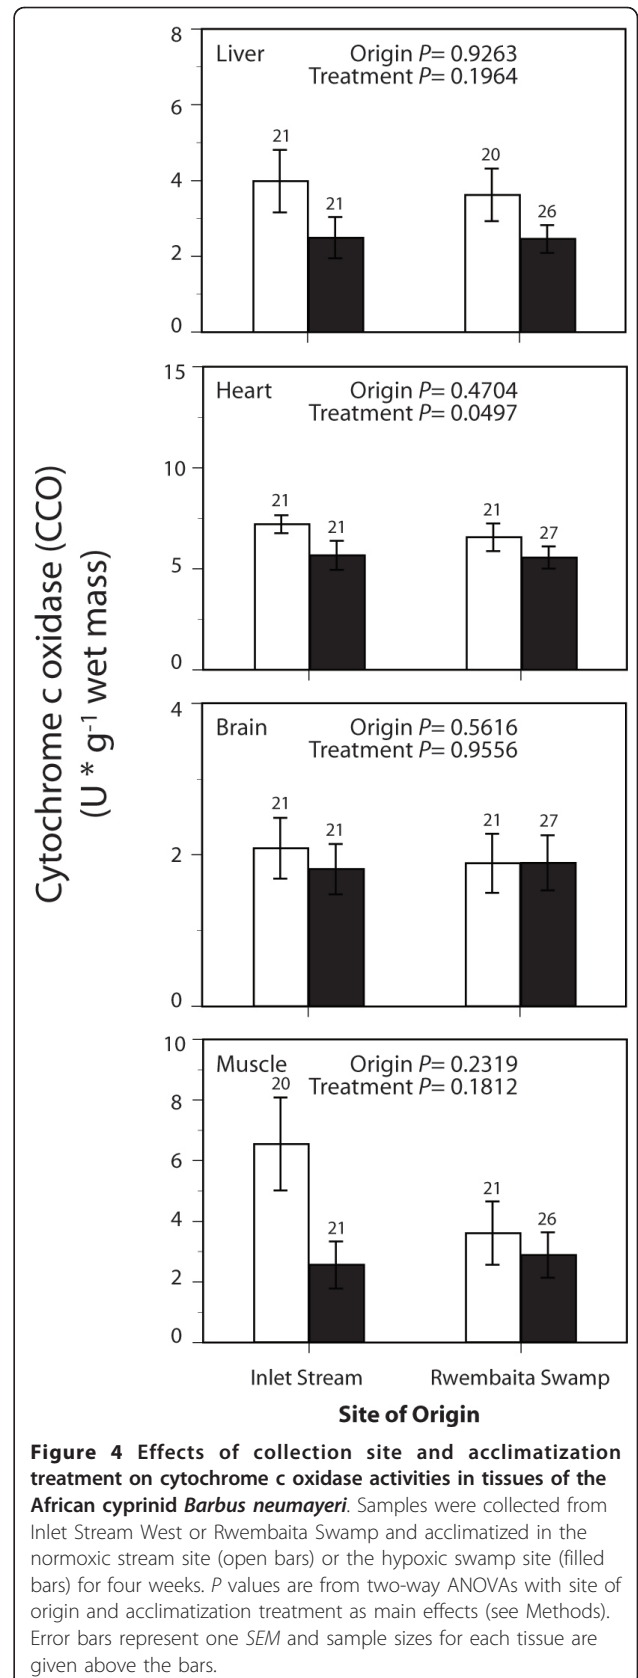 Cytochrome c oxidase (CCO)
(U * g-1 wet mass)
8
6
4
2
0
Liver
Origin P= 0.9263
Treatment P= 0.1964
21
21
20
26
15
10
5
0
Heart
Origin P= 0.4704
Treatment P= 0.0497
21
21
21
27
4
2
0
Brain
Origin P= 0.5616
Treatment P= 0.9556
21
21
21
27
10
8
6
4
2
0
Muscle
Origin P= 0.2319
Treatment P= 0.1812
20
21
21
26
Inlet Stream
Rwembaita Swamp
Site of Origin
Figure 4 Effects of collection site and acclimatization
treatment on cytochrome c oxidase activities in tissues of the
African cyprinid Barbus neumayeri. Samples were collected from
Inlet Stream West or Rwembaita Swamp and acclimatized in the
normoxic stream site (open bars) or the hypoxic swamp site (filled
bars) for four weeks. P values are from two-way ANOVAs with site of
origin and acclimatization treatment as main effects (see Methods).
Error bars represent one SEM and sample sizes for each tissue are
given above the bars.